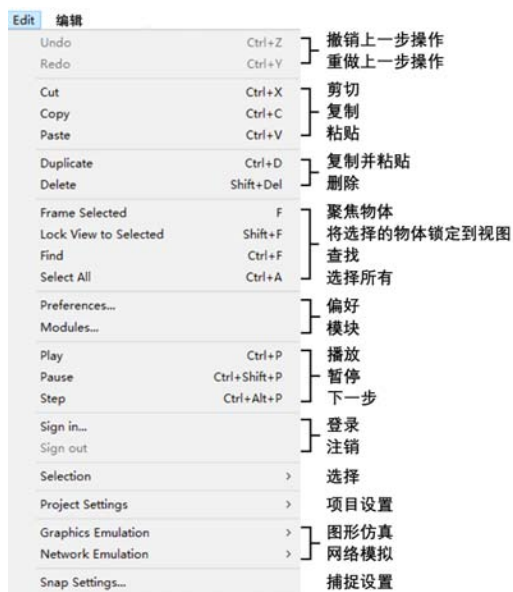 Edit 编辑
Undo Ctrl+Z 撤销上一步操作
Redo Ctrl+Y 重做上一步操作
Cut Ctrl+X 剪切
Copy Ctrl+C 复制
Paste Ctrl+V 粘贴
Duplicate Ctrl+D 复制并粘贴
Delete Shift+Del 删除
Frame Selected F 聚焦物体
Lock View to Selected Shift+F 将选择的物体锁定到视图
Find Ctrl+F 查找
Select All Ctrl+A 选择所有
Preferences... 偏好
Modules... 模块
Play Ctrl+P 播放
Pause Ctrl+Shift+P 暂停
Step Ctrl+Alt+P 下一步
Sign in... 登录
Sign out 注销
Selection > 选择
Project Settings > 项目设置
Graphics Emulation > 图形仿真
Network Emulation > 网络模拟
Snap Settings... 捕捉设置